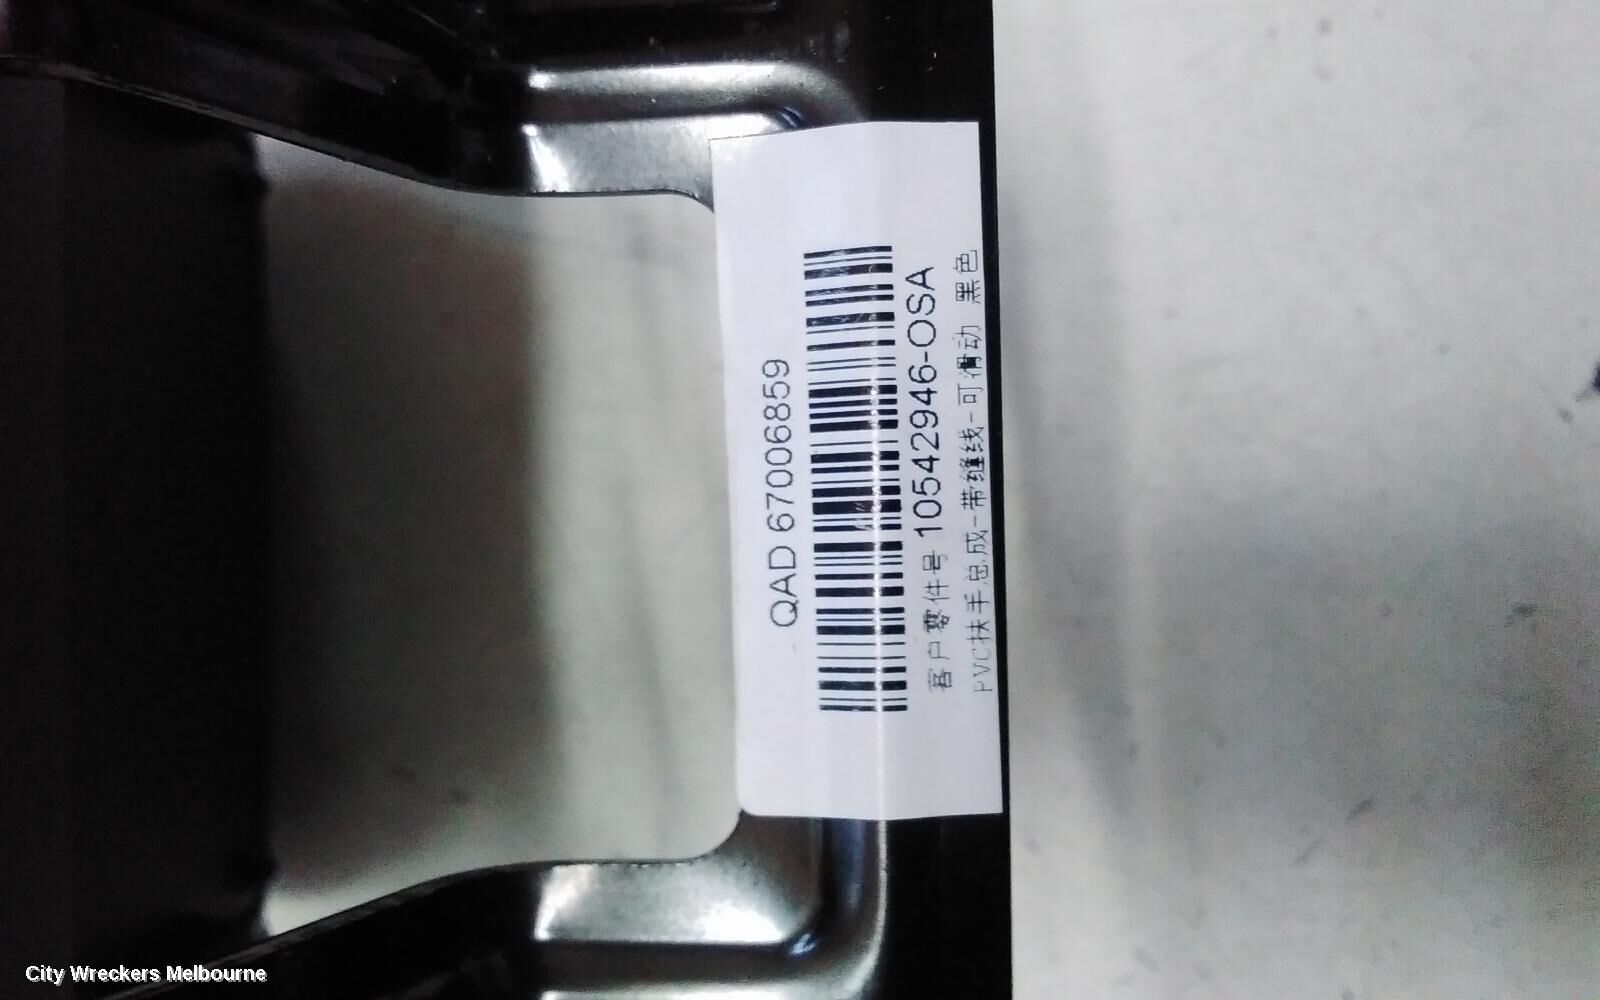 QAD 67006859
客户零件号 10542946-OSA
PVC扶手总成-带缝线-可滑动 黑色
City Wreckers Melbourne